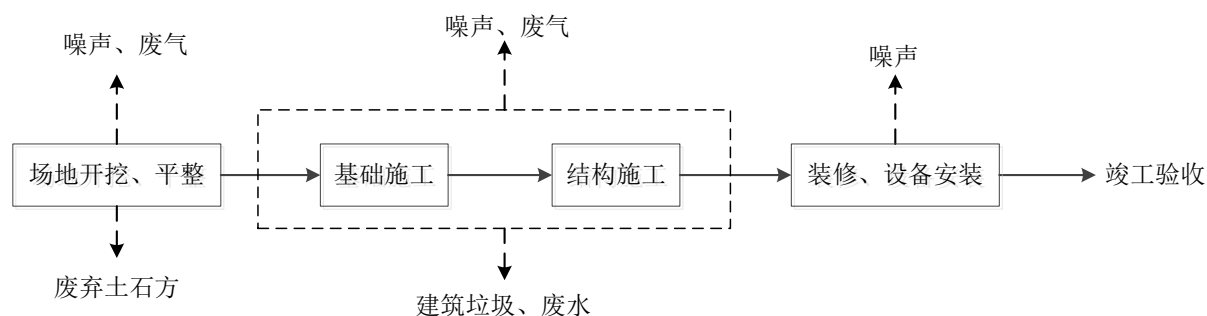 噪声、废气
噪声、废气
噪声
场地开挖、平整
基础施工
结构施工
装修、设备安装
竣工验收
废弃土石方
建筑垃圾、废水